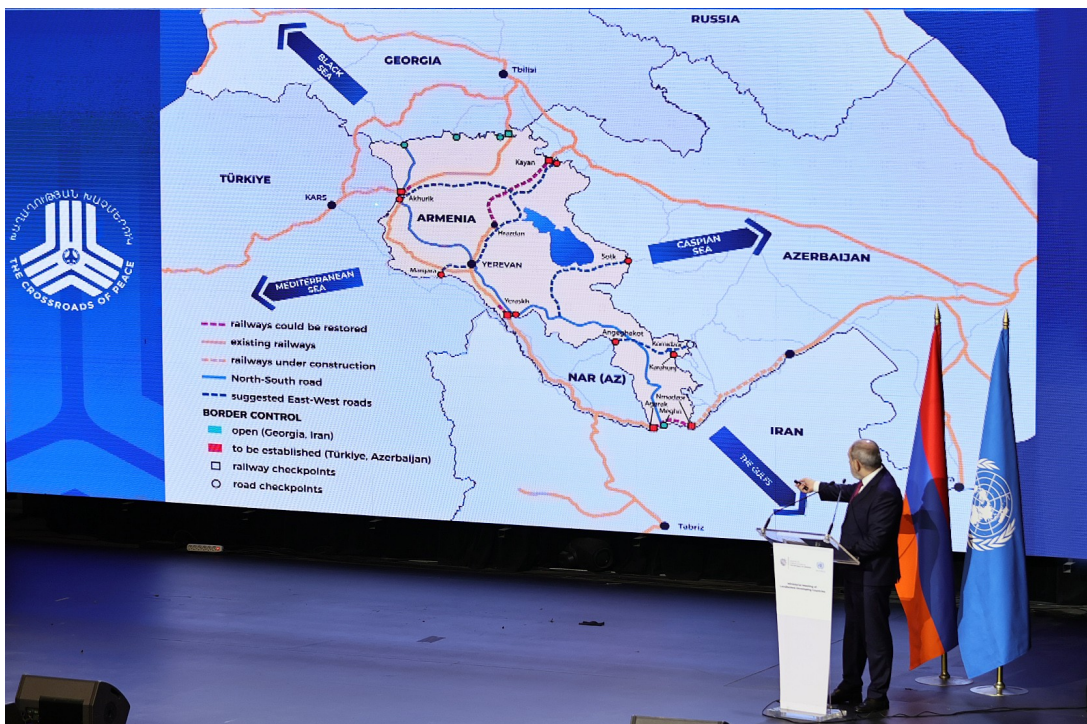 ԽԱՂԱՂՈՒԹՅԱՆ ԽԱՉՄԵՐՈՒԿ
THE CROSSROADS OF PEACE
RUSSIA
BLACK SEA
GEORGIA
Tbilisi
TÜRKIYE
KARS
Akhurik
Kayan
ARMENIA
Hrazdan
CASPIAN SEA
AZERBAIJAN
Sotk
YEREVAN
Margara
MEDITERRANEAN SEA
Yeraskh
Angeghakot
Karahunj
NAR (AZ)
Agarak
Meghri
IRAN
THE GULFS
Tabriz
railways could be restored
existing railways
railways under construction
North-South road
suggested East-West roads
BORDER CONTROL
open (Georgia, Iran)
to be established (Türkiye, Azerbaijan)
railway checkpoints
road checkpoints